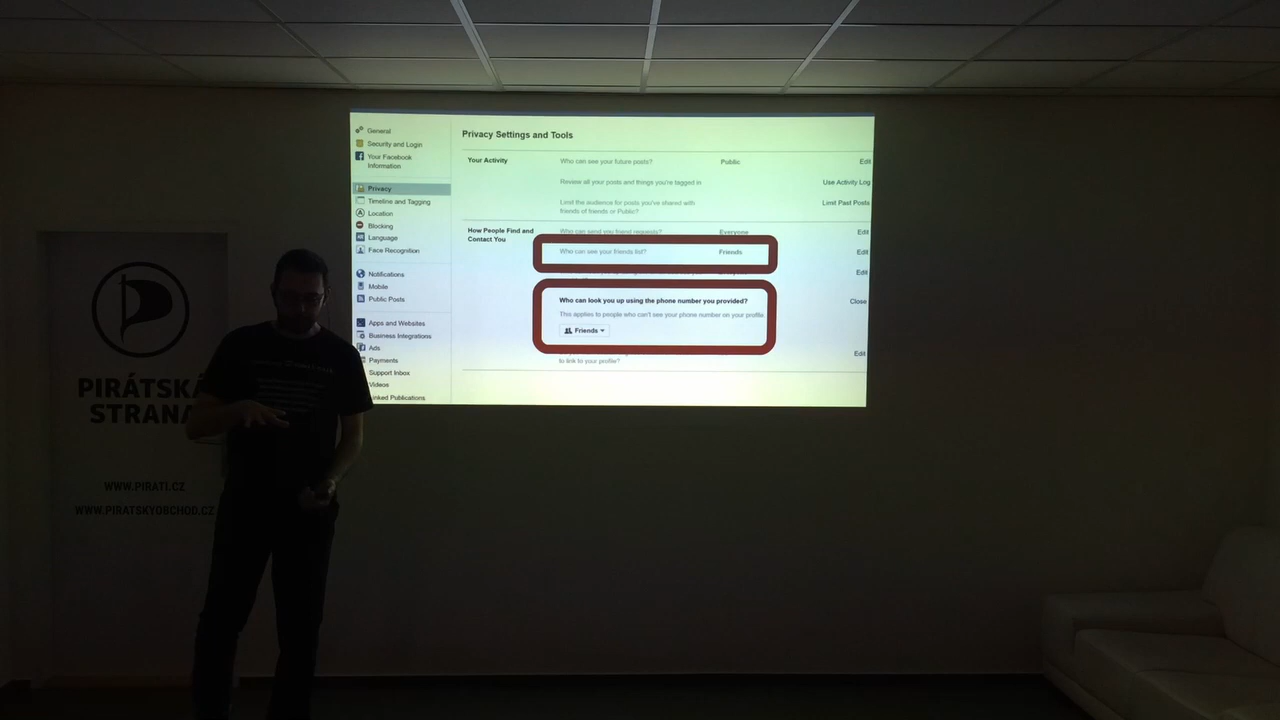 General
Security and Login
Your Facebook
Information
Privacy
Timeline and Tagging
Location
Blocking
Language
Face Recognition
Notifications
Mobile
Public Posts
Apps and Websites
Business Integrations
Ads
Payments
Support Inbox
Videos
Linked Publications
Privacy Settings and Tools
Your Activity
Who can see your future posts? Public Edit
Review all your posts and things you're tagged in Use Activity Log
Limit the audience for posts you've shared with
friends of friends or Public? Limit Past Posts
How People Find and
Contact You
Who can send you friend requests? Everyone Edit
Who can see your friends list? Friends Edit
Everyone Edit
Who can look you up using the phone number you provided? Close
This applies to people who can't see your phone number on your profile.
Friends
Edit
to link to your profile?
PIRÁTSKÁ
STRANA
WWW.PIRATI.CZ
WWW.PIRATSKYOBCHOD.CZ